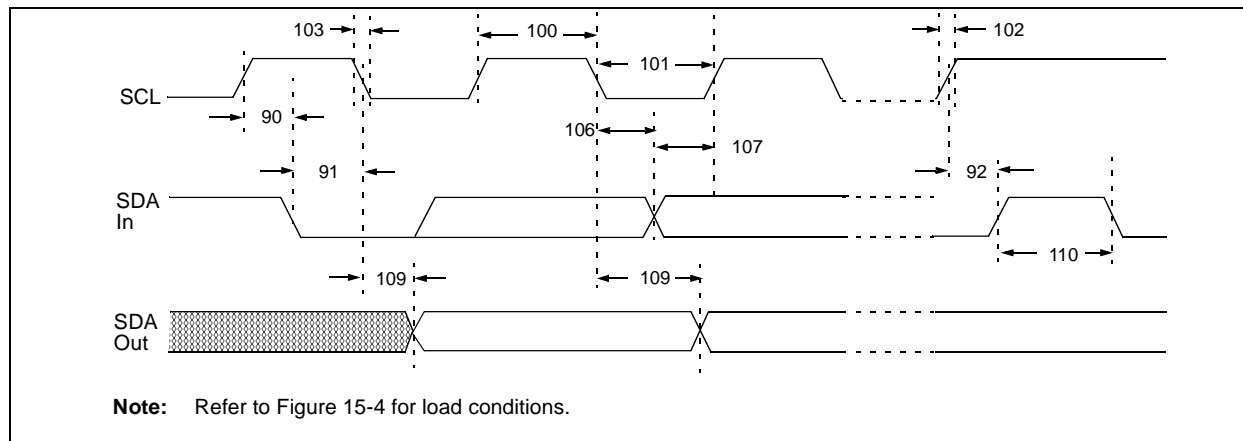 103
100
102
101
SCL
90
106
107
91
92
SDA
In
110
109
109
SDA
Out
Note: Refer to Figure 15-4 for load conditions.